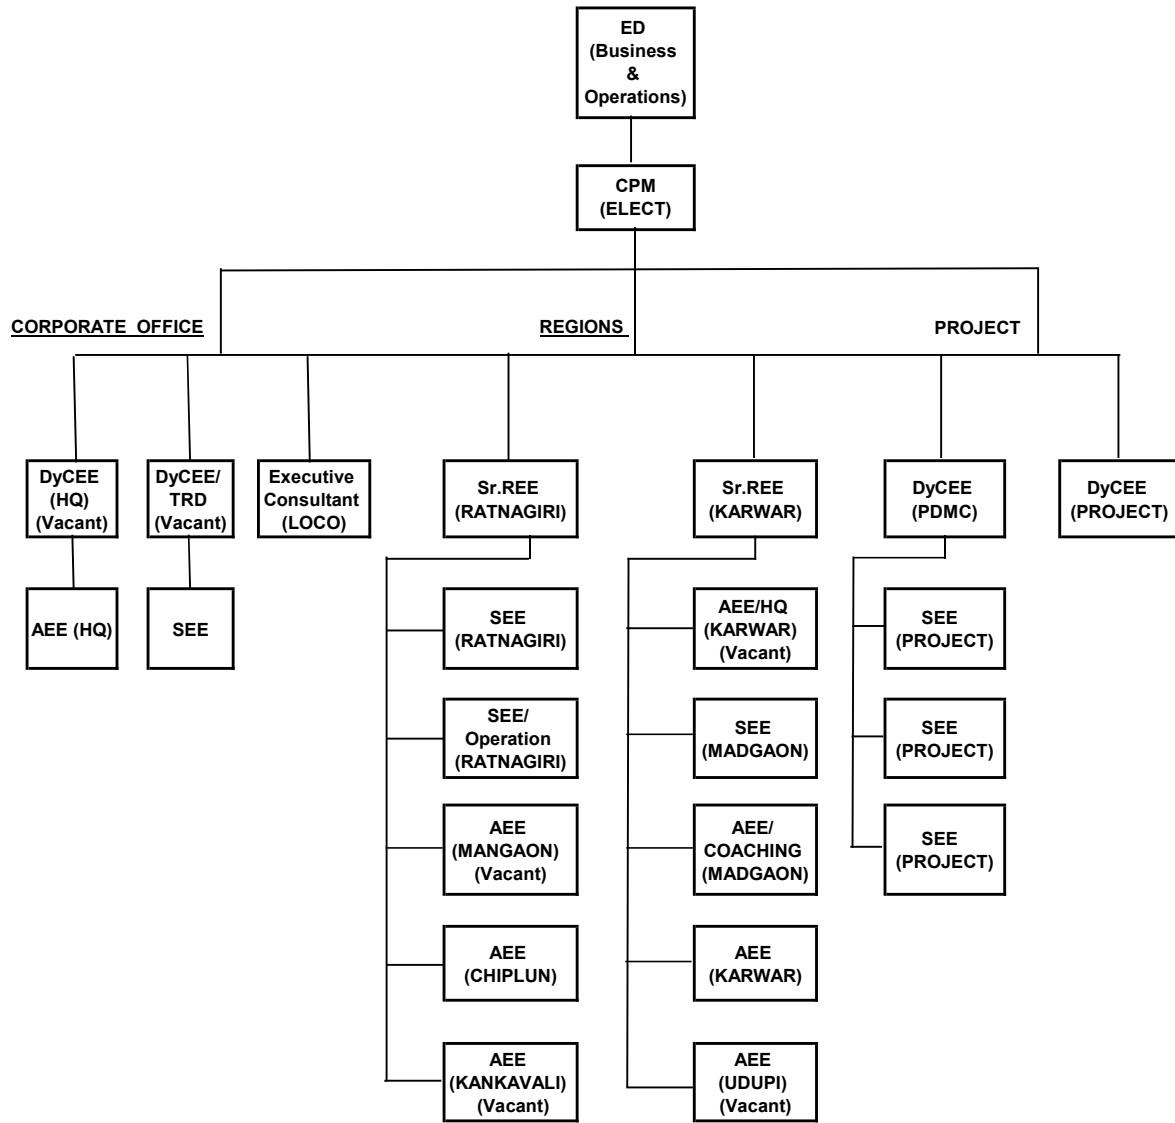 ED
(Business
&
Operations)
CPM
(ELECT)
CORPORATE OFFICE
REGIONS
PROJECT
DyCEE
(HQ)
(Vacant)
DyCEE/
TRD
(Vacant)
Executive
Consultant
(LOCO)
Sr.REE
(RATNAGIRI)
Sr.REE
(KARWAR)
DyCEE
(PDMC)
DyCEE
(PROJECT)
AEE (HQ)
SEE
SEE
(RATNAGIRI)
SEE/
Operation
(RATNAGIRI)
AEE
(MANGAON)
(Vacant)
AEE
(CHIPLUN)
AEE
(KANKAVALI)
(Vacant)
AEE/HQ
(KARWAR)
(Vacant)
SEE
(MADGAON)
AEE/
COACHING
(MADGAON)
AEE
(KARWAR)
AEE
(UDUPI)
(Vacant)
SEE
(PROJECT)
SEE
(PROJECT)
SEE
(PROJECT)